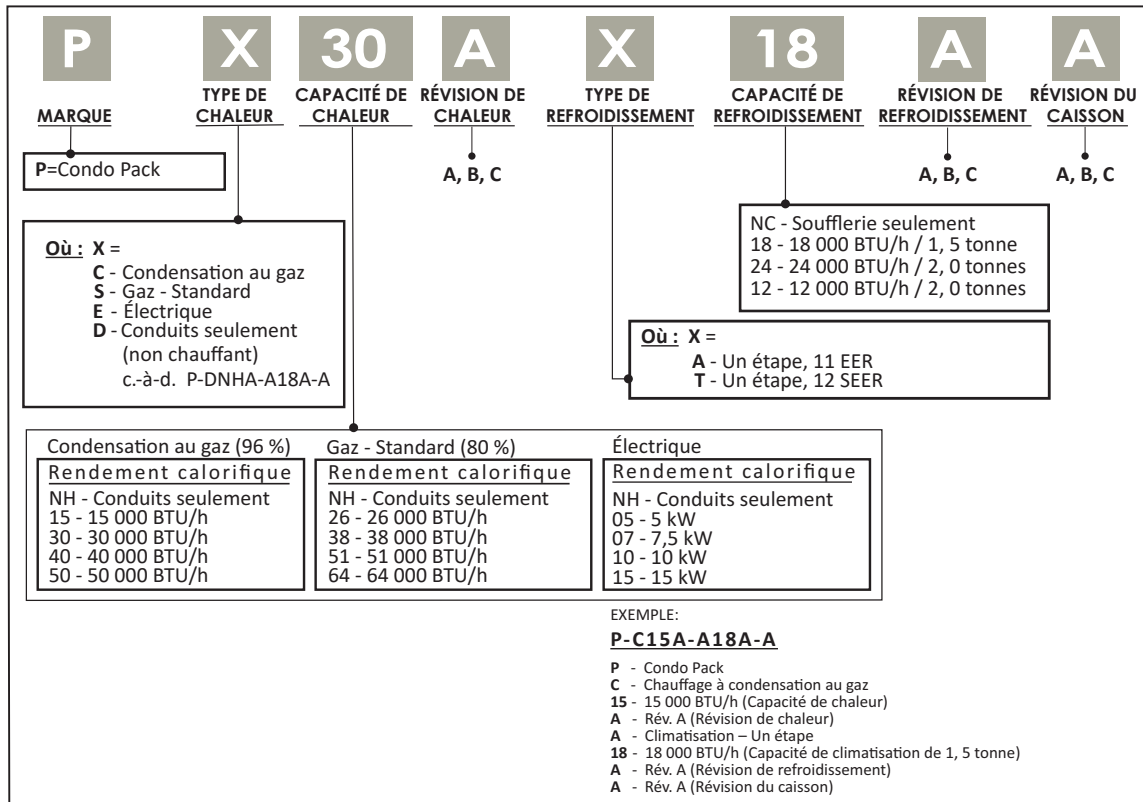 P X 30 A X 18 A A
MARQUE
TYPE DE
CHALEUR
CAPACITÉ DE
CHALEUR
RÉVISION DE
CHALEUR
TYPE DE
REFROIDISSEMENT
CAPACITÉ DE
REFROIDISSEMENT
RÉVISION DE
REFROIDISSEMENT
RÉVISION DU
CAISSON
P=Condo Pack
A, B, C
A, B, C
A, B, C
Où : X =
C - Condensation au gaz
S - Gaz - Standard
E - Électrique
D - Conduits seulement
(non chauffant)
c.-à-d. P-DNHA-A18A-A
NC - Soufflerie seulement
18 - 18 000 BTU/h / 1, 5 tonne
24 - 24 000 BTU/h / 2, 0 tonnes
12 - 12 000 BTU/h / 2, 0 tonnes
Où : X =
A - Un étape, 11 EER
T - Un étape, 12 SEER
Condensation au gaz (96 %)
Rendement calorifique
NH - Conduits seulement
15 - 15 000 BTU/h
30 - 30 000 BTU/h
40 - 40 000 BTU/h
50 - 50 000 BTU/h
Gaz - Standard (80 %)
Rendement calorifique
NH - Conduits seulement
26 - 26 000 BTU/h
38 - 38 000 BTU/h
51 - 51 000 BTU/h
64 - 64 000 BTU/h
Électrique
Rendement calorifique
NH - Conduits seulement
05 - 5 kW
07 - 7,5 kW
10 - 10 kW
15 - 15 kW
EXEMPLE:
P-C15A-A18A-A
P - Condo Pack
C - Chauffage à condensation au gaz
15 - 15 000 BTU/h (Capacité de chaleur)
A - Rév. A (Révision de chaleur)
A - Climatisation – Un étape
18 - 18 000 BTU/h (Capacité de climatisation de 1, 5 tonne)
A - Rév. A (Révision de refroidissement)
A - Rév. A (Révision du caisson)